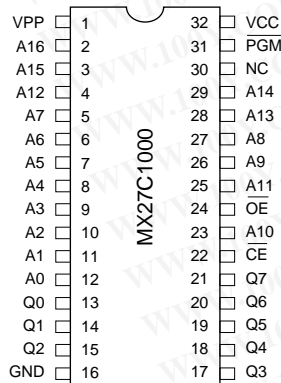 VPP 1 32 VCC
A16 2 31 P̅G̅M̅
A15 3 30 NC
A12 4 29 A14
A7 5 28 A13
A6 6 27 A8
A5 7 26 A9
A4 8 25 A11
A3 9 24 O̅E̅
A2 10 23 A10
A1 11 22 C̅E̅
A0 12 21 Q7
Q0 13 20 Q6
Q1 14 19 Q5
Q2 15 18 Q4
GND 16 17 Q3
MX27C1000